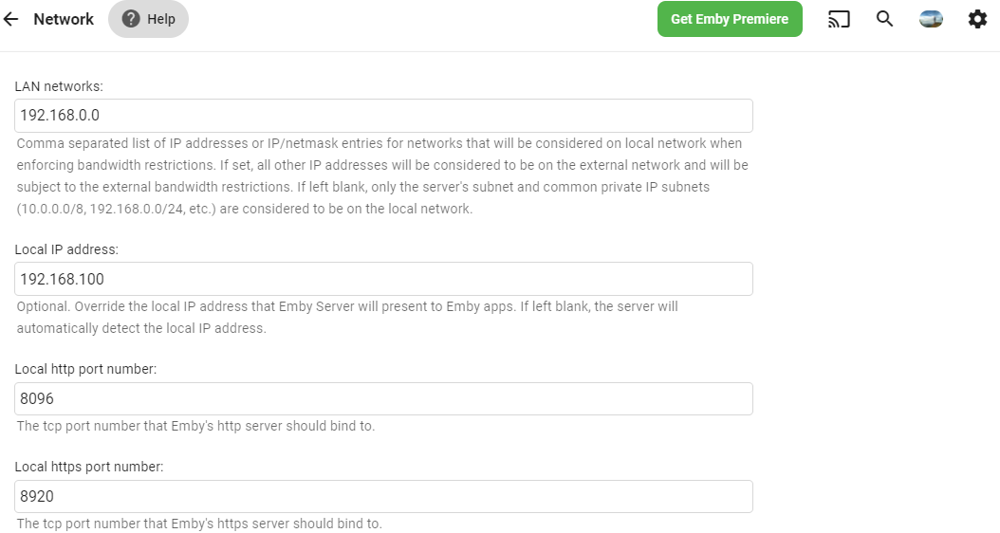 Network
Help
Get Emby Premiere
LAN networks:
192.168.0.0
Comma separated list of IP addresses or IP/netmask entries for networks that will be considered on local network when
enforcing bandwidth restrictions. If set, all other IP addresses will be considered to be on the external network and will be
subject to the external bandwidth restrictions. If left blank, only the server's subnet and common private IP subnets
(10.0.0.0/8, 192.168.0.0/24, etc.) are considered to be on the local network.
Local IP address:
192.168.100
Optional. Override the local IP address that Emby Server will present to Emby apps. If left blank, the server will
automatically detect the local IP address.
Local http port number:
8096
The tcp port number that Emby's http server should bind to.
Local https port number:
8920
The tcp port number that Emby's https server should bind to.